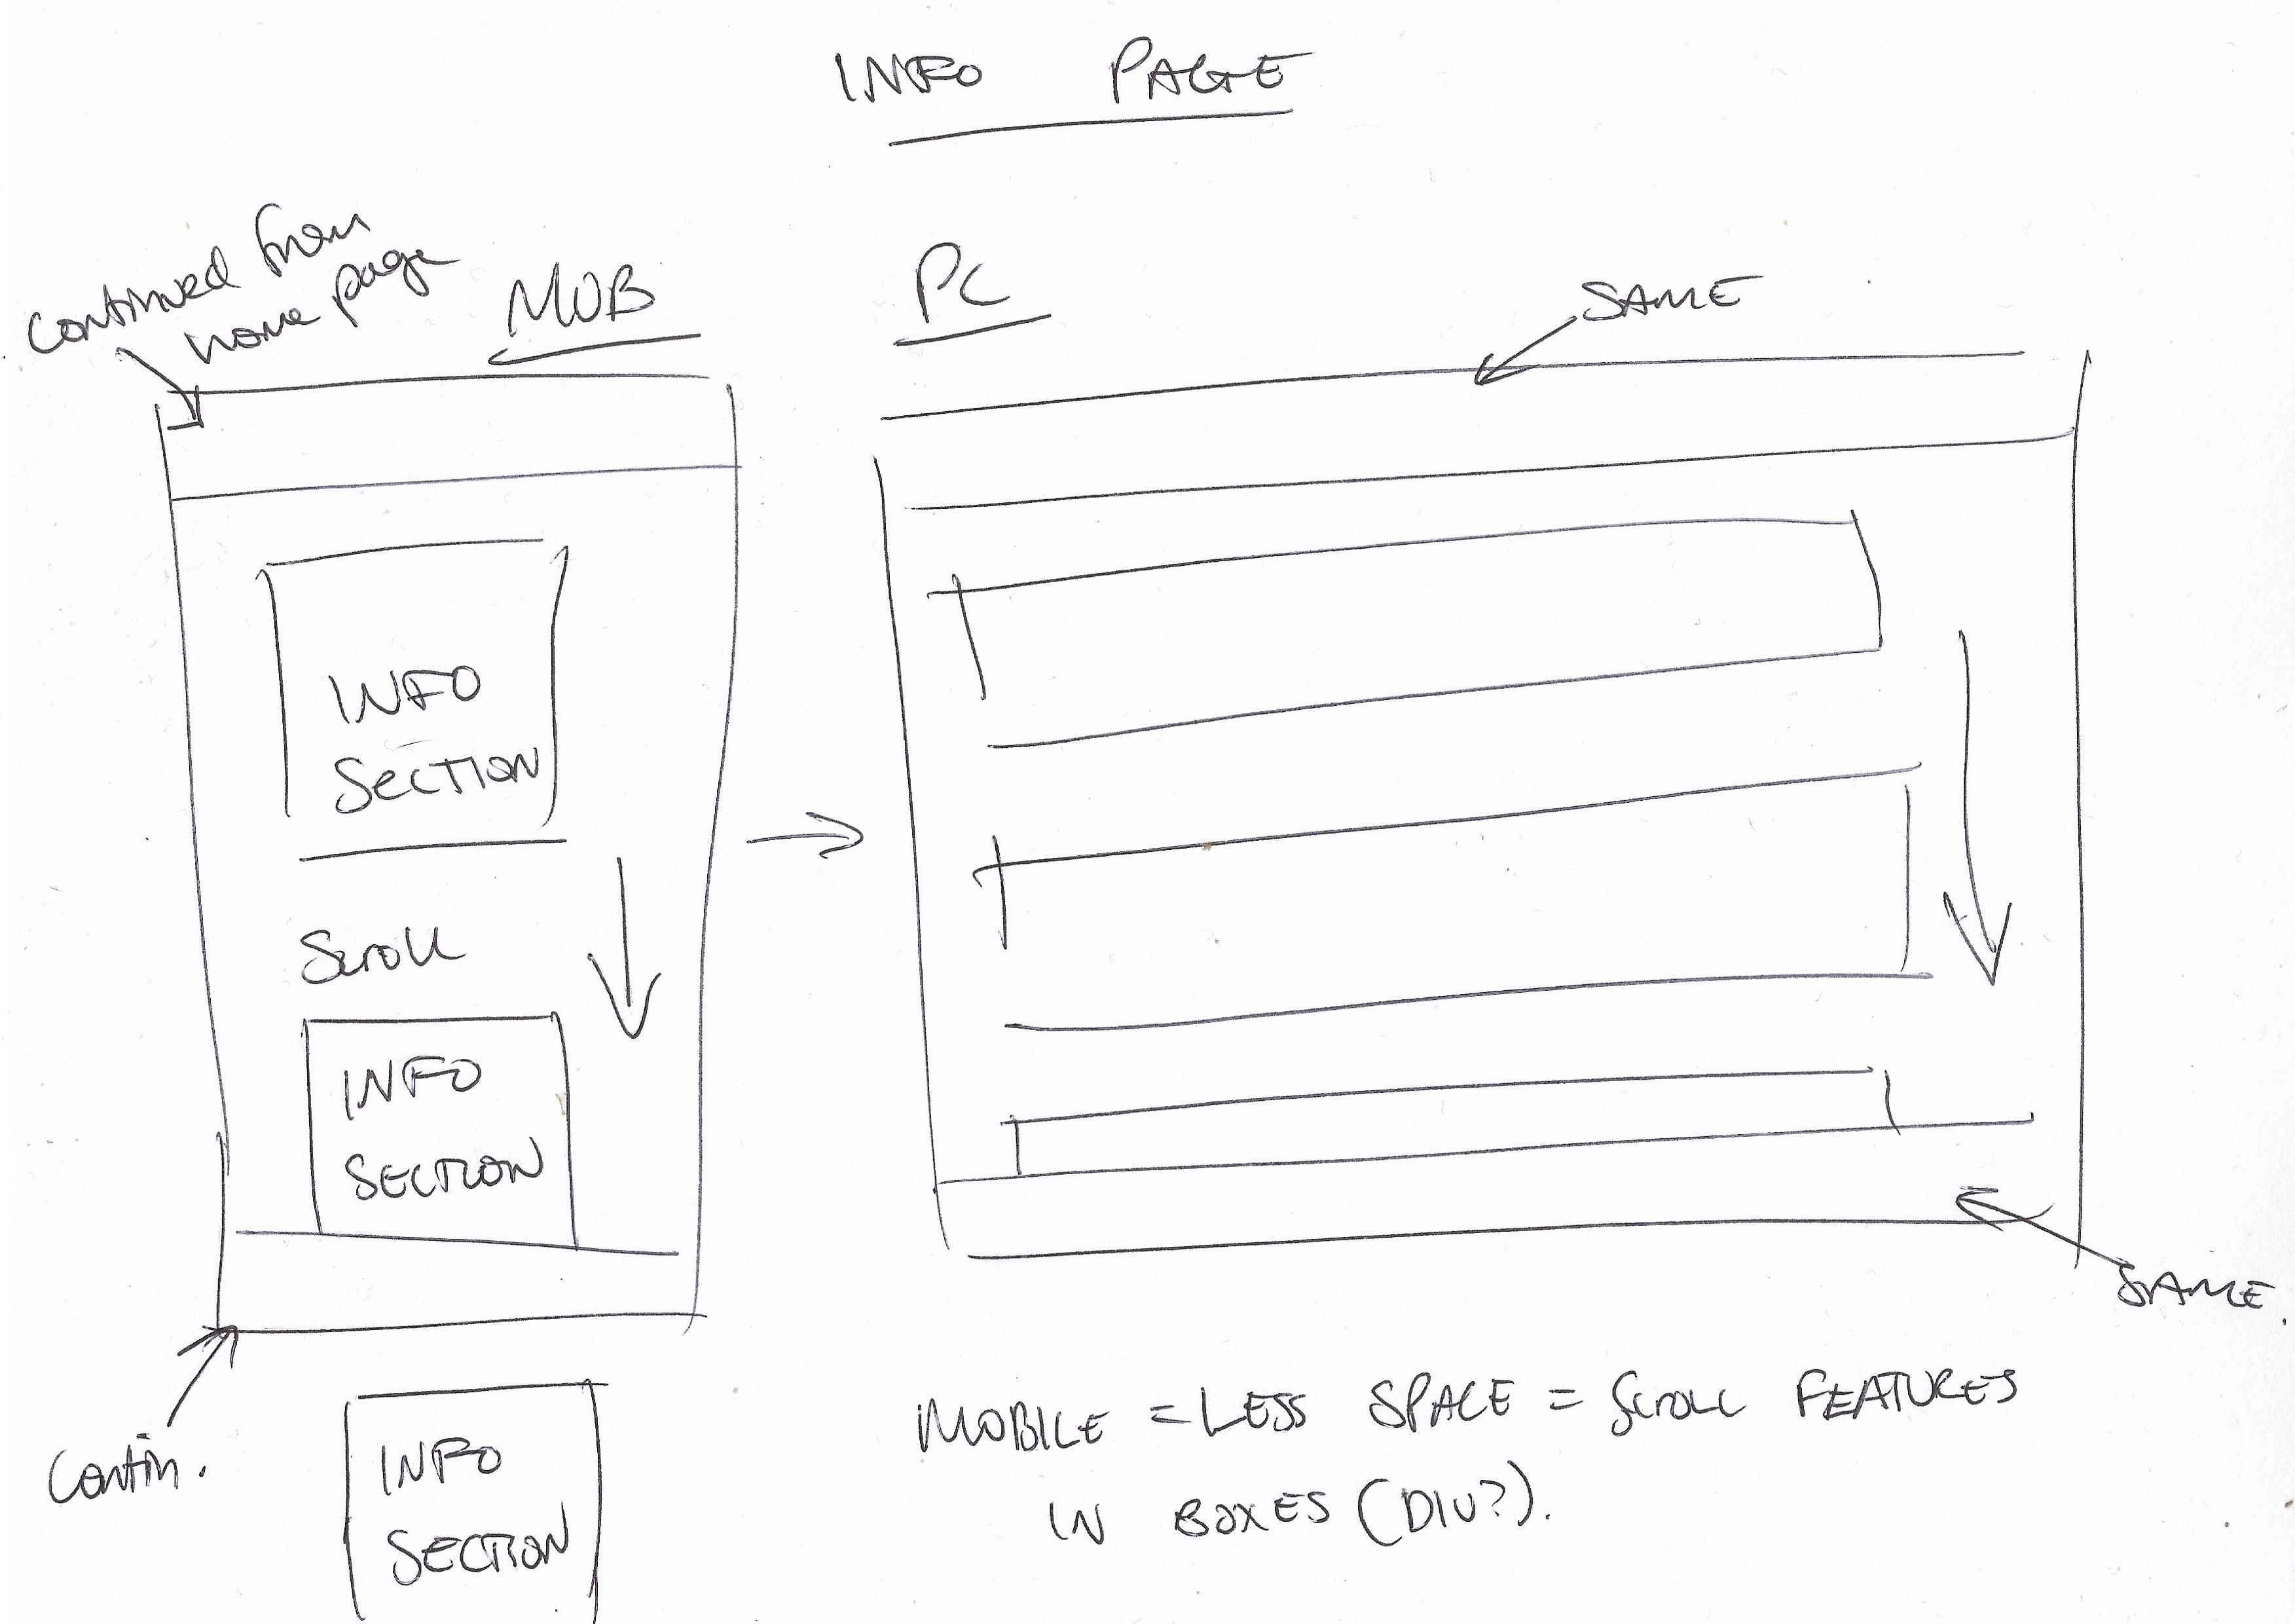 INFO PAGE
continued from
home page
MOB
PC
SAME
INFO
SECTION
Scroll
INFO
SECTION
SAME.
Contin.
INFO
SECTION
MOBILE = LESS SPACE = SCROLL FEATURES
IN BOXES (DIV?).